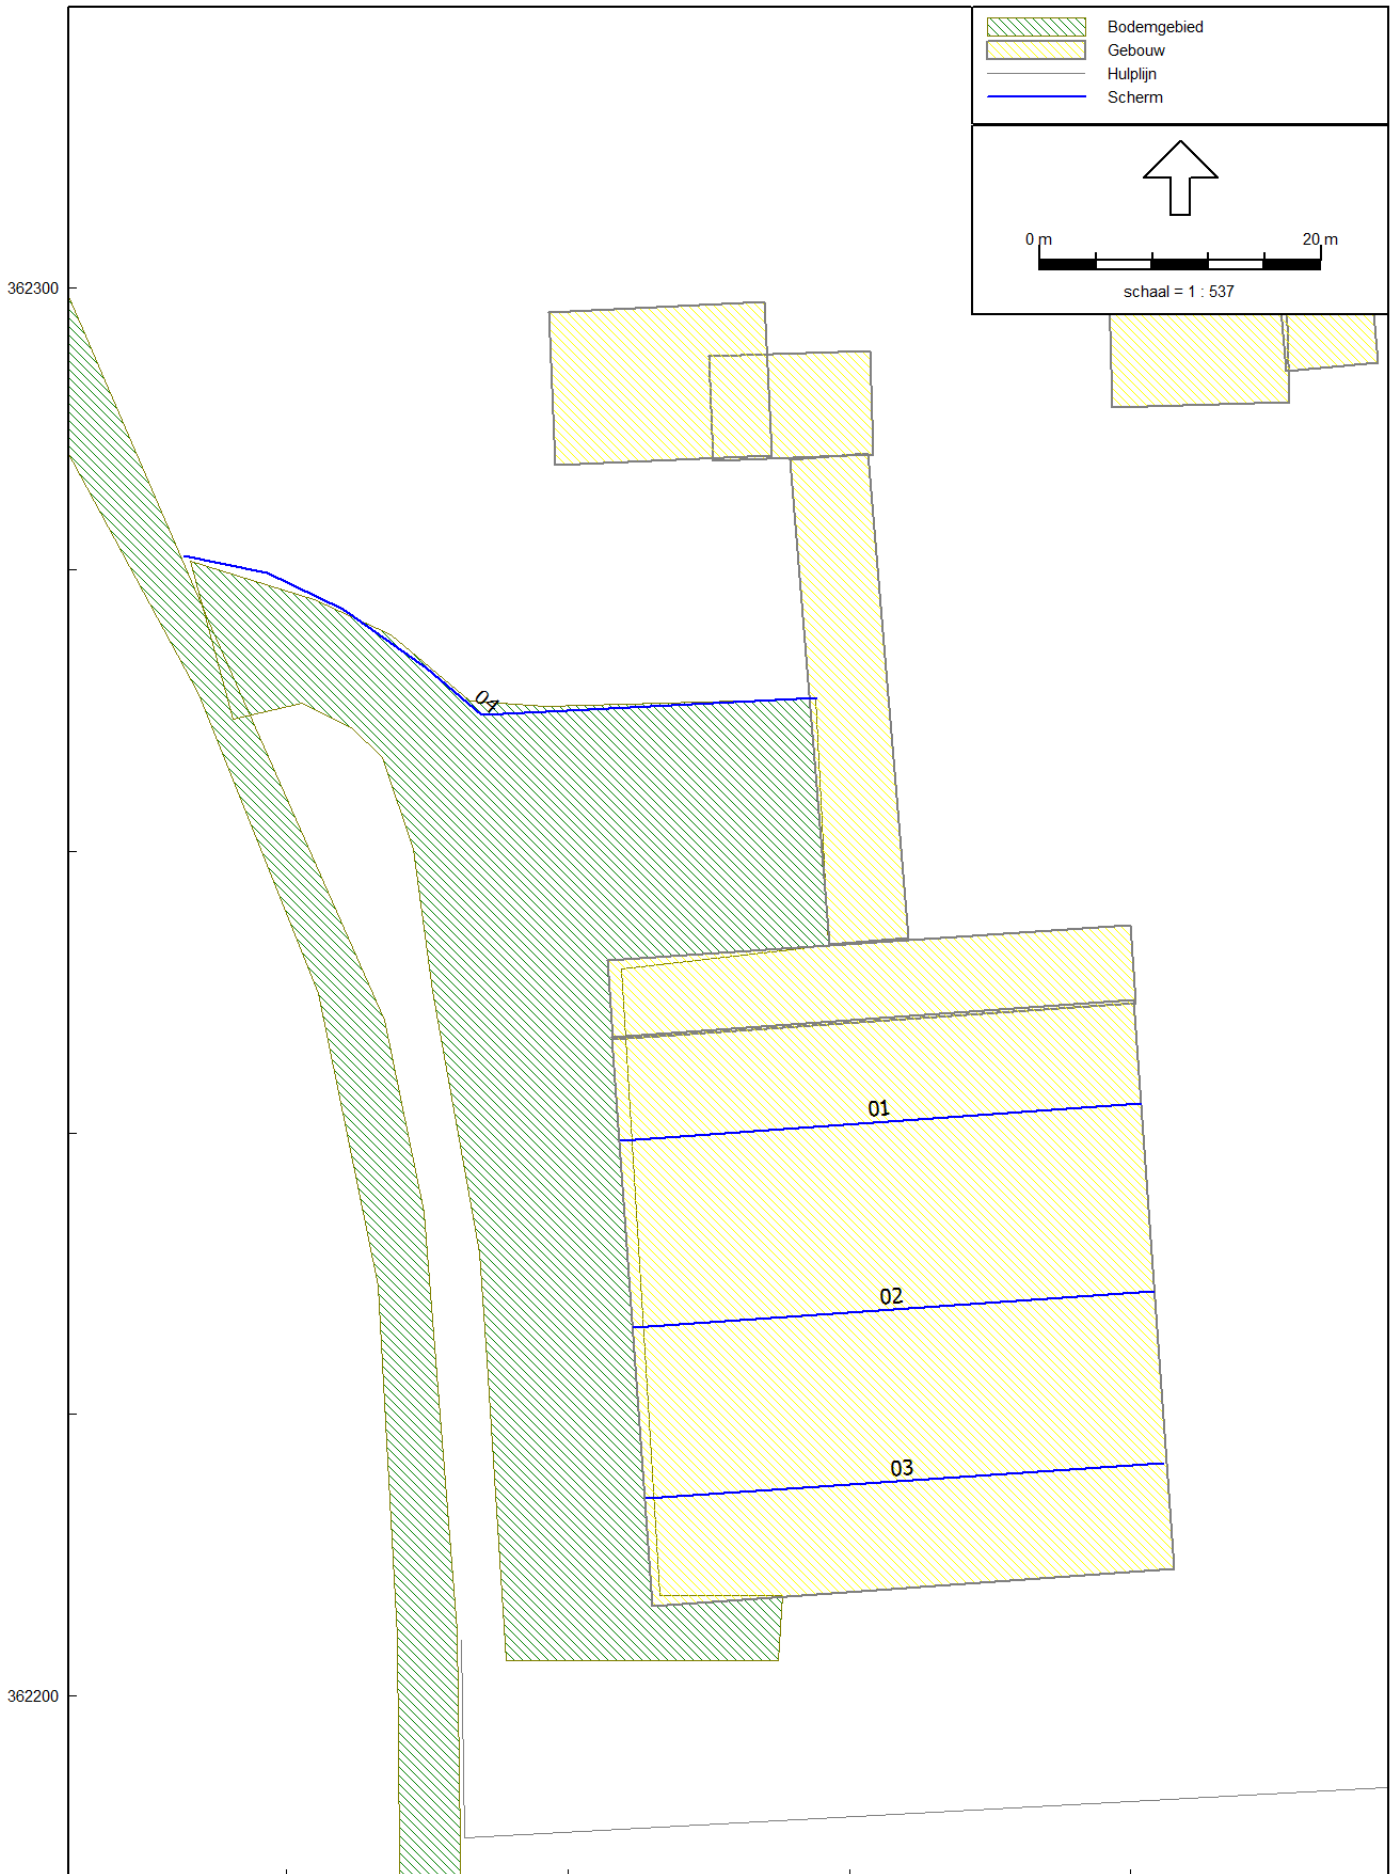 Bodemgebied
Gebouw
Hulplijn
Scherm
0 m 20 m
schaal = 1 : 537
362300
04
01
02
03
362200